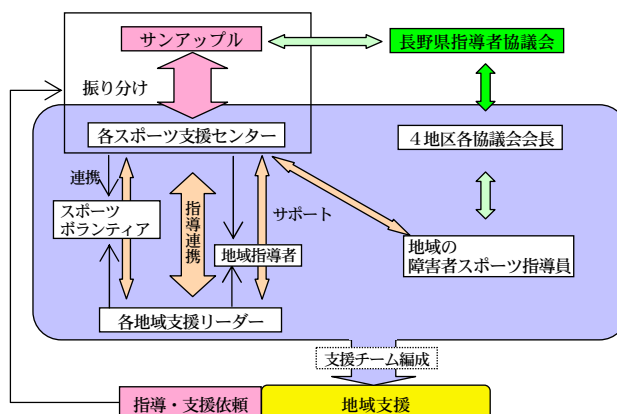 サンアップル
長野県指導者協議会
振り分け
各スポーツ支援センター
４地区各協議会会長
連携
スポーツ
ボランティア
指導連携
サポート
地域指導者
地域の
障害者スポーツ指導員
各地域支援リーダー
支援チーム編成
指導・支援依頼
地域支援